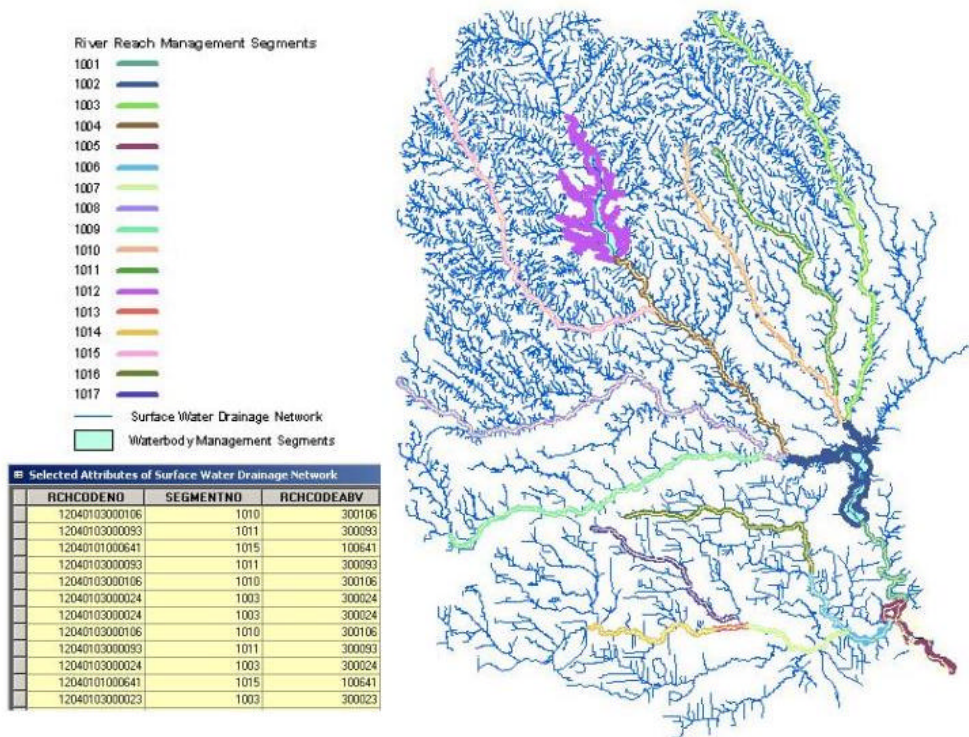 River Reach Management Segments
1001
1002
1003
1004
1005
1006
1007
1008
1009
1010
1011
1012
1013
1014
1015
1016
1017
Surface Water Drainage Network
Waterbody Management Segments
Selected Attributes of Surface Water Drainage Network
RCHCODENO SEGMENTNO RCHCODEABV
12040103000106 1010 300106
12040103000093 1011 300093
12040101000641 1015 100641
12040103000093 1011 300093
12040103000106 1010 300106
12040103000024 1003 300024
12040103000024 1003 300024
12040103000106 1010 300106
12040103000093 1011 300093
12040103000024 1003 300024
12040101000641 1015 100641
12040103000023 1003 300023